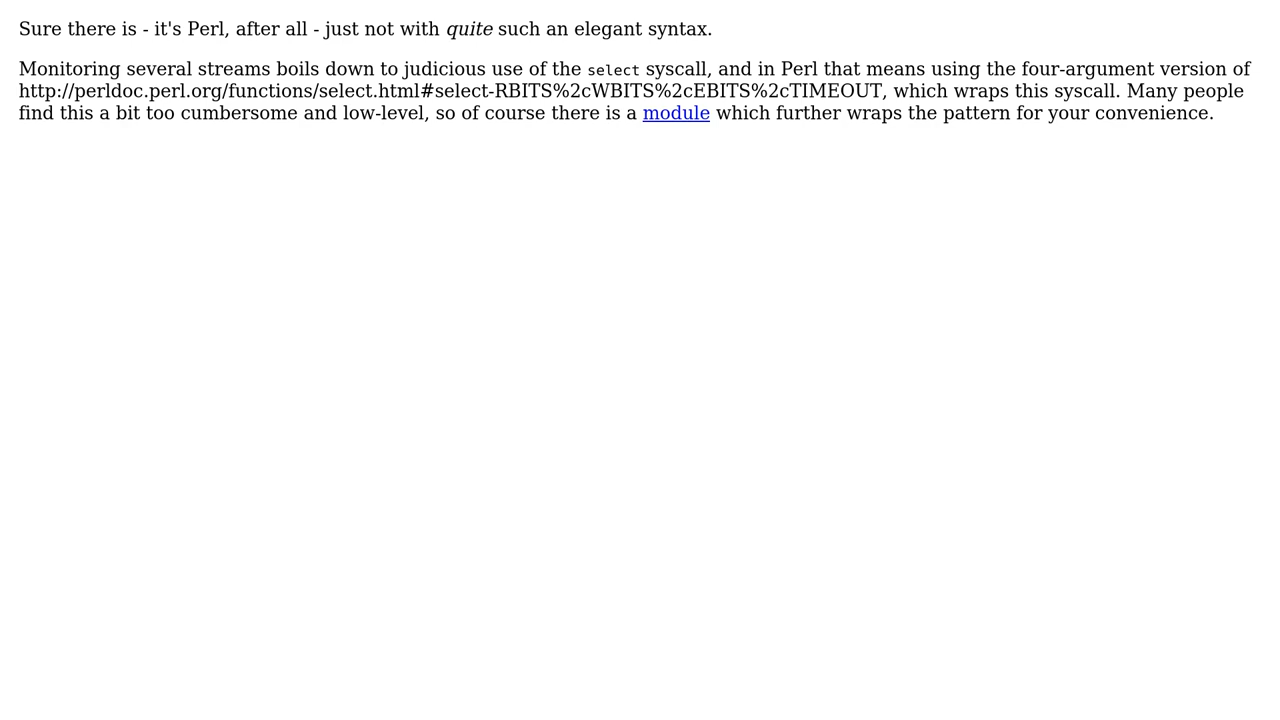 Sure there is - it's Perl, after all - just not with quite such an elegant syntax.
Monitoring several streams boils down to judicious use of the select syscall, and in Perl that means using the four-argument version of
http://perldoc.perl.org/functions/select.html#select-RBITS%2cWBITS%2cEBITS%2cTIMEOUT, which wraps this syscall. Many people
find this a bit too cumbersome and low-level, so of course there is a module which further wraps the pattern for your convenience.